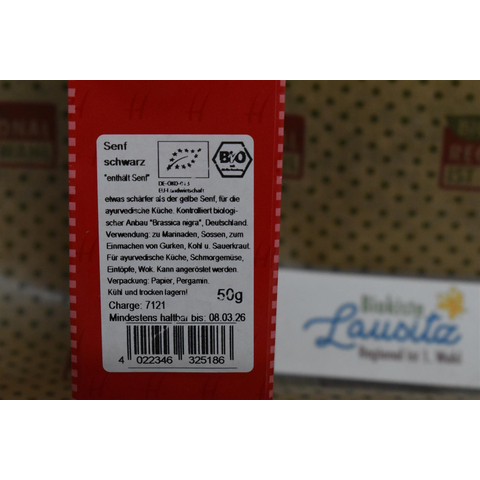 Senf
schwarz
"enthält Senf"
BIO
EU-Landwirtschaft
etwas schärfer als der gelbe Senf, für die
ayurvedische Küche. Kontrolliert biologi-
scher Anbau "Brassica nigra", Deutschland.
Verwendung: zu Marinaden, Sossen, zum
Einmachen von Gurken, Kohl u. Sauerkraut.
Für ayurvedische Küche, Schmorgemüse,
Eintöpfe, Wok. Kann angeröstet werden.
Verpackung: Papier, Pergamin.
Kühl und trocken lagern!
50g
Charge: 7121
Mindestens haltbar bis: 08.03.26
4 022346 325186
Biokiste
Lausitz
Regional ist 1. Wahl